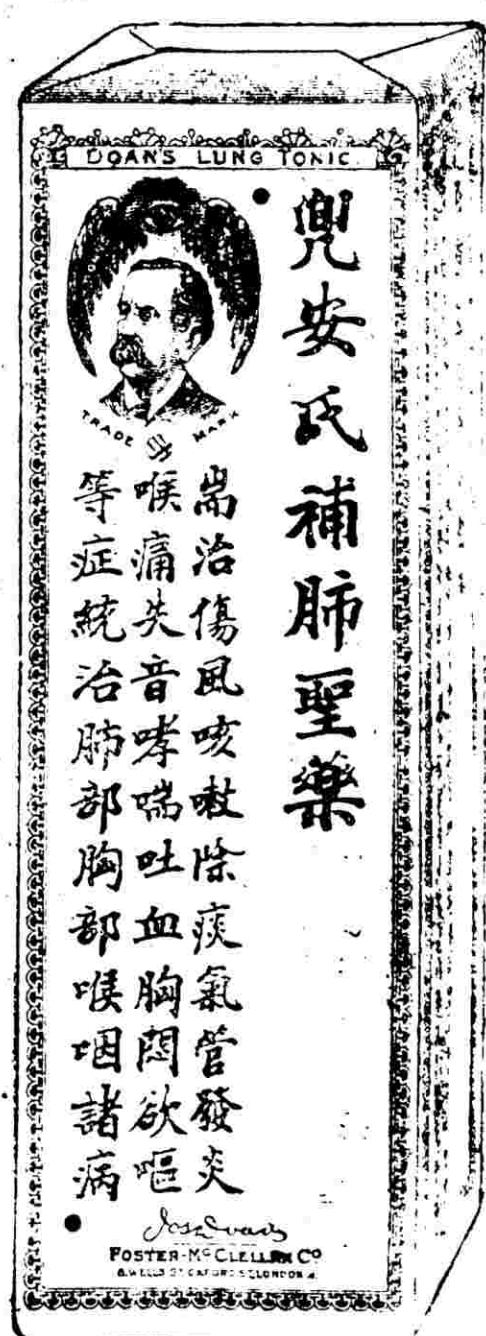 DOAN'S LUNG TONIC.
TRADE MARK
兜安氏補肺聖藥
耑治傷風咳嗽除痰氣管發炎
喉痛失音哮喘吐血胸悶欲嘔
等症統治肺部胸部喉咽諸病
FOSTER-McCLELLAN Co